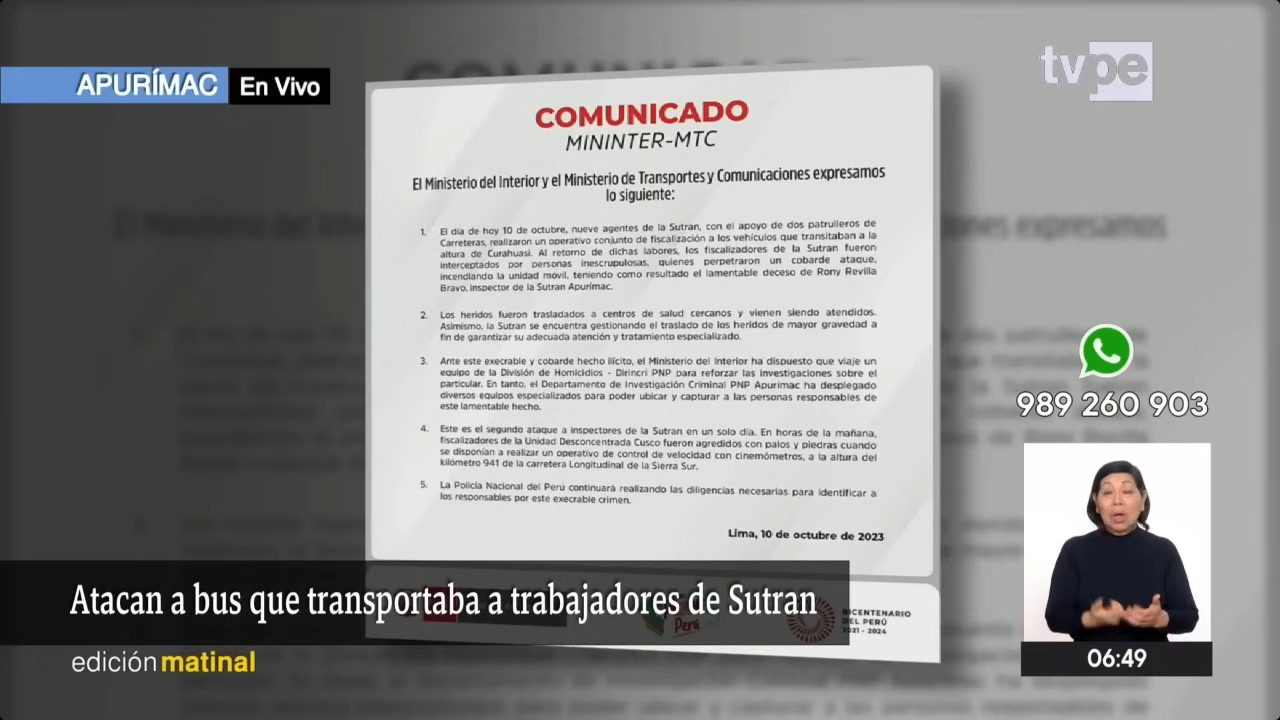 APURÍMAC
En Vivo
tvpe
COMUNICADO
MININTER-MTC
El Ministerio del Interior y el Ministerio de Transportes y Comunicaciones expresamos
lo siguiente:
1. El día de hoy 10 de octubre, nueve agentes de la Sutran, con el apoyo de dos patrulleros de
Carreteras, realizaron un operativo conjunto de fiscalización a los vehículos que transitaban a la
altura de Curahuasi. Al retorno de dichas labores, los fiscalizadores de la Sutran fueron
interceptados por personas inescrupulosas, quienes perpetraron un cobarde ataque,
incendiando la unidad móvil, teniendo como resultado el lamentable deceso de Rony Revilla
Bravo, inspector de la Sutran Apurímac.
2. Los heridos fueron trasladados a centros de salud cercanos y vienen siendo atendidos.
Asimismo, la Sutran se encuentra gestionando el traslado de los heridos de mayor gravedad a
fin de garantizar su adecuada atención y tratamiento especializado.
3. Ante este execrable y cobarde hecho ilícito, el Ministerio del Interior ha dispuesto que viaje un
equipo de la División de Homicidios - Dirincri PNP para reforzar las investigaciones sobre el
particular. En tanto, el Departamento de Investigación Criminal PNP Apurímac ha desplegado
diversos equipos especializados para poder ubicar y capturar a las personas responsables de
este lamentable hecho.
4. Este es el segundo ataque a inspectores de la Sutran en un solo día. En horas de la mañana,
fiscalizadores de la Unidad Desconcentrada Cusco fueron agredidos con palos y piedras cuando
se disponían a realizar un operativo de control de velocidad con cinemómetros, a la altura del
kilómetro 941 de la carretera Longitudinal de la Sierra Sur.
5. La Policía Nacional del Perú continuará realizando las diligencias necesarias para identificar a
los responsables por este execrable crimen.
Lima, 10 de octubre de 2023
989 260 903
Atacan a bus que transportaba a trabajadores de Sutran
Perú
BICENTENARIO
DEL PERÚ
2021 - 2024
edición matinal
06:49